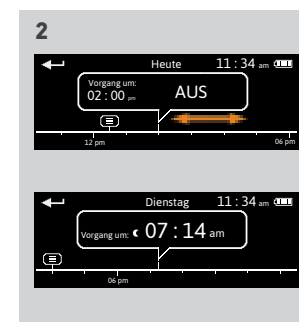 2
Heute 11 : 34 am
Vorgang um:
02 : 00 pm
AUS
12 pm 06 pm
Dienstag 11 : 34 am
Vorgang um: 07 : 14 am
06 pm